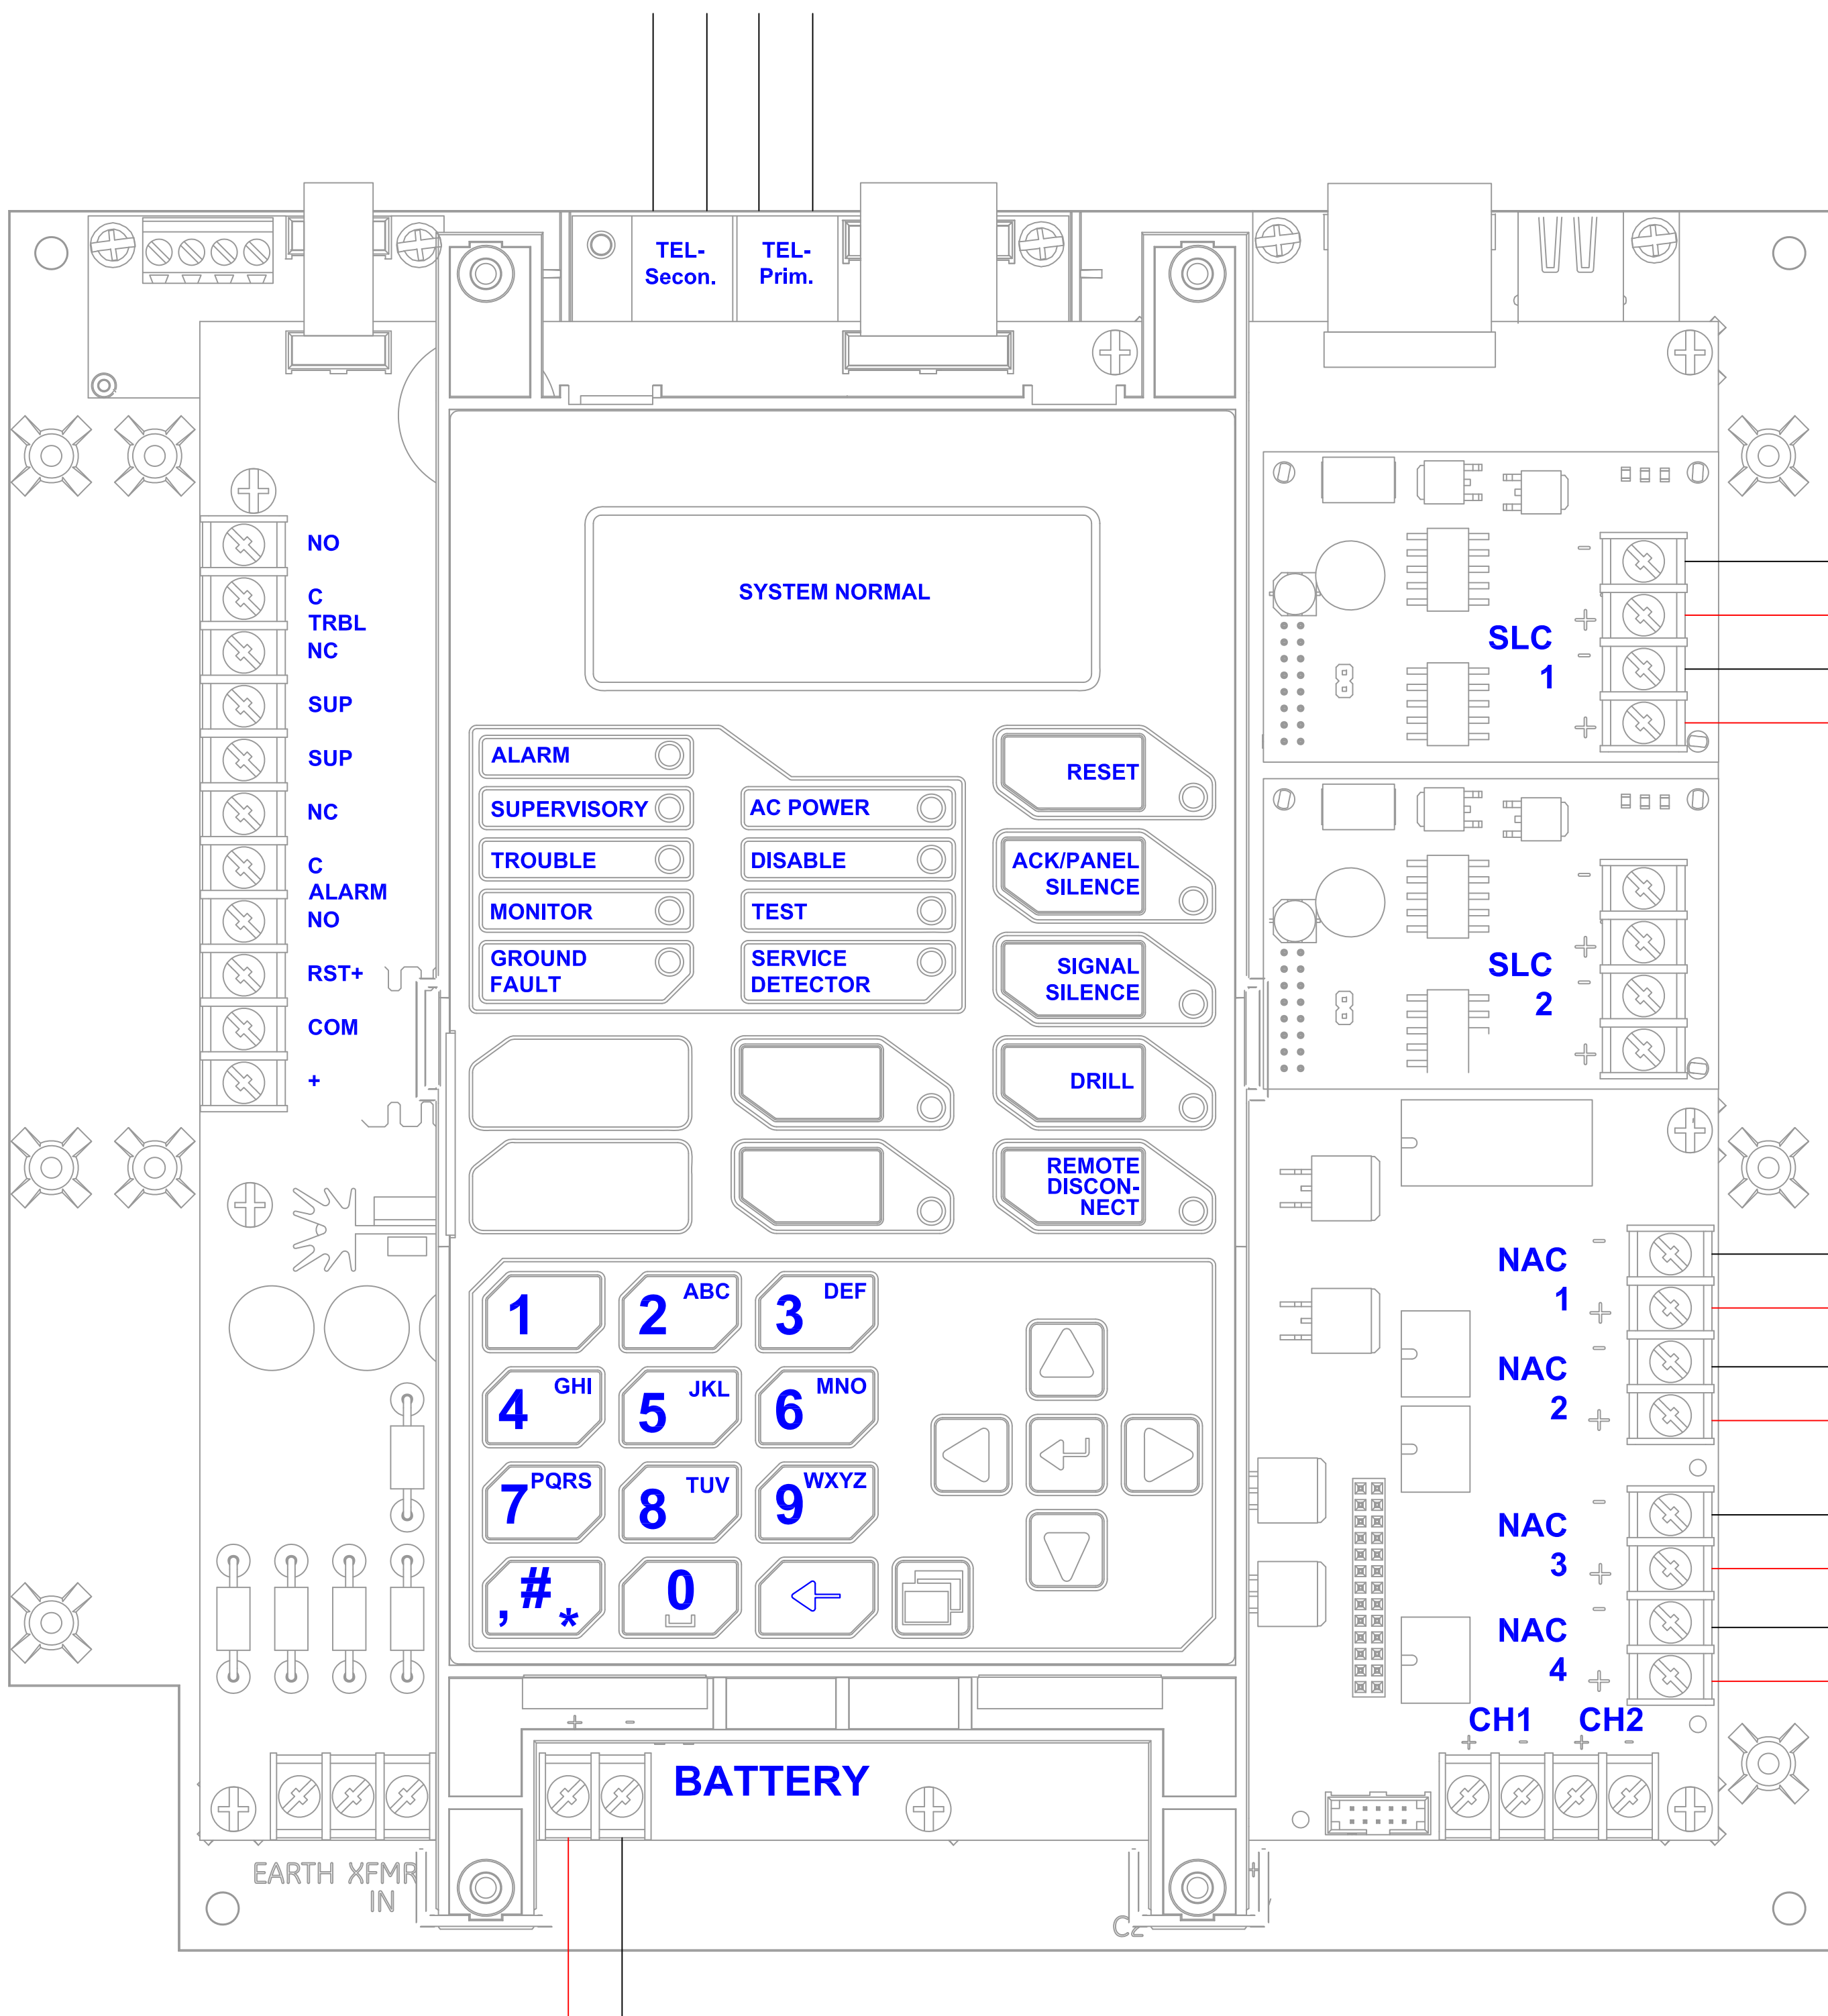 TEL-
Secon.
TEL-
Prim.
NO
C
TRBL
NC
SUP
SUP
NC
C
ALARM
NO
RST+
COM
+
SYSTEM NORMAL
ALARM
SUPERVISORY
TROUBLE
MONITOR
GROUND
FAULT
AC POWER
DISABLE
TEST
SERVICE
DETECTOR
RESET
ACK/PANEL
SILENCE
SIGNAL
SILENCE
DRILL
REMOTE
DISCON-
NECT
1
2 ABC
3 DEF
4 GHI
5 JKL
6 MNO
7 PQRS
8 TUV
9 WXYZ
,#*
0
-
+
SLC
-
1
+
-
+
SLC
-
2
+
-
NAC
1
+
-
NAC
2
+
-
NAC
3
+
-
NAC
4
+
CH1 CH2
+ - + -
+ -
BATTERY
EARTH XFMR
IN
+